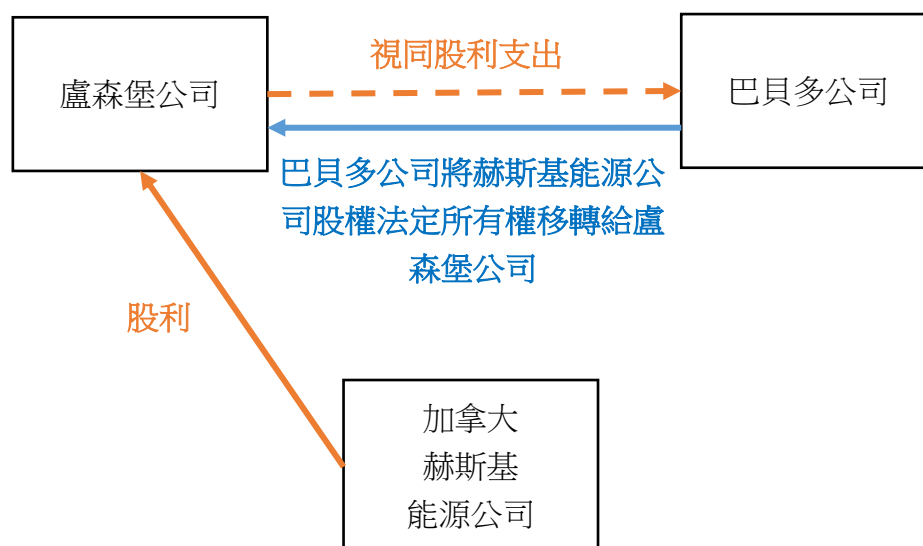 視同股利支出
盧森堡公司
巴貝多公司
巴貝多公司將赫斯基能源公
司股權法定所有權移轉給盧
森堡公司
股利
加拿大
赫斯基
能源公司